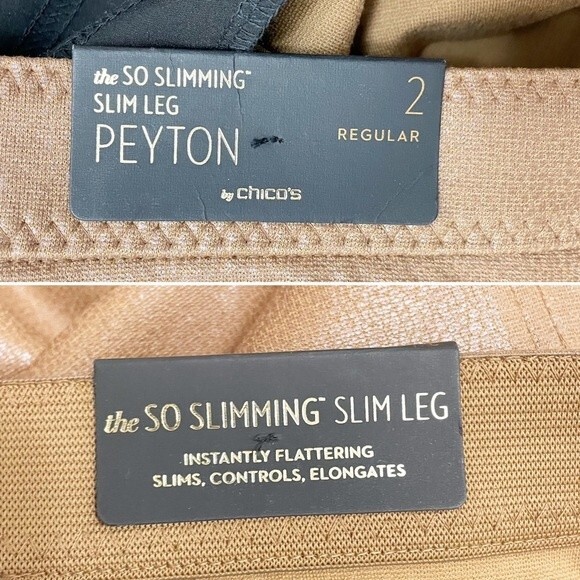 the SO SLIMMING™
SLIM LEG
PEYTON
2
REGULAR
by chico's
the SO SLIMMING™ SLIM LEG
INSTANTLY FLATTERING
SLIMS, CONTROLS, ELONGATES